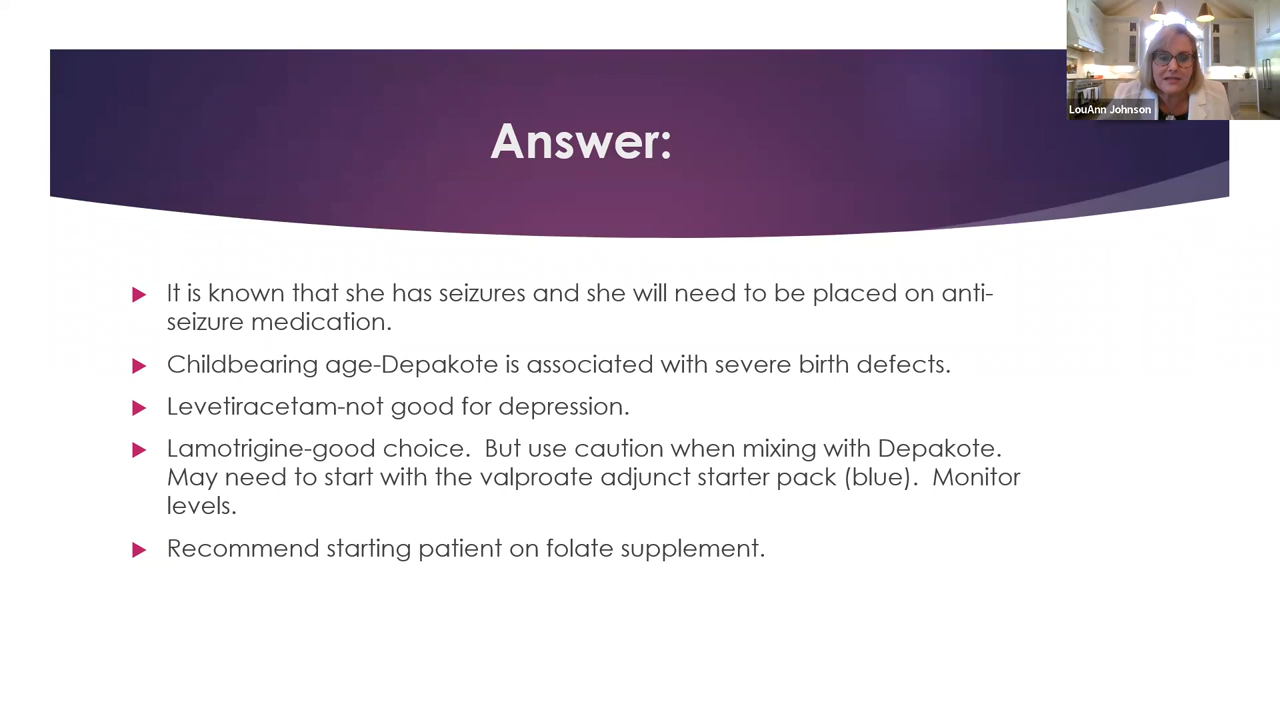 LouAnn Johnson
Answer:
It is known that she has seizures and she will need to be placed on anti-
seizure medication.
Childbearing age-Depakote is associated with severe birth defects.
Levetiracetam-not good for depression.
Lamotrigine-good choice.  But use caution when mixing with Depakote.
May need to start with the valproate adjunct starter pack (blue).  Monitor
levels.
Recommend starting patient on folate supplement.